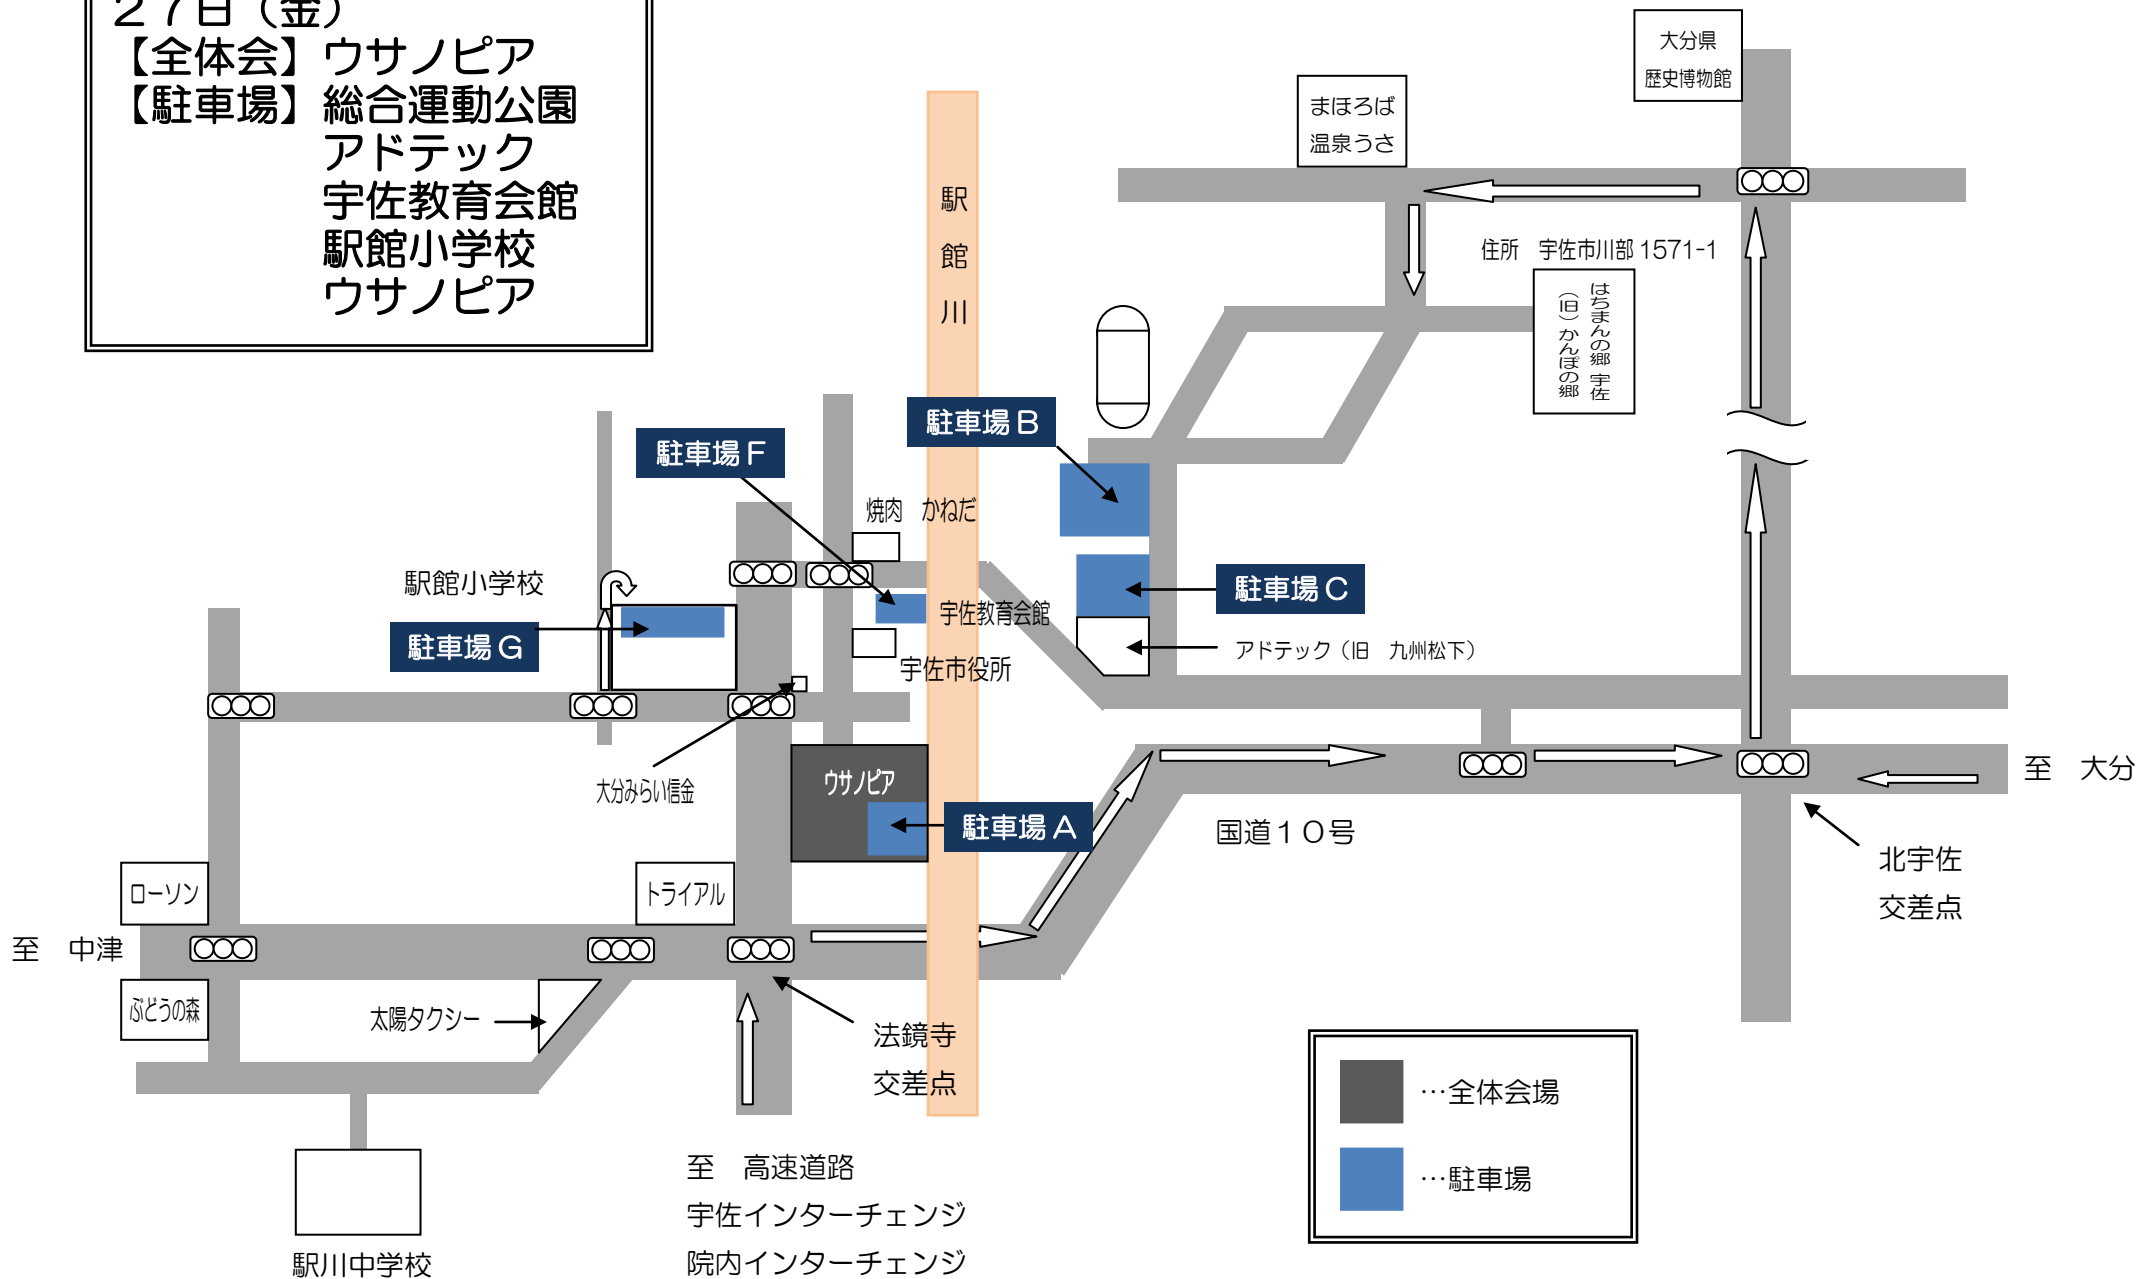 27日（金）
【全体会】ウサノピア
【駐車場】総合運動公園
アドテック
宇佐教育会館
駅館小学校
ウサノピア
大分県
歴史博物館
まほろば
温泉うさ
駅館川
住所　宇佐市川部1571-1
はちまんの郷 宇佐
（旧）かんぽの郷
駐車場B
駐車場F
焼肉　かねだ
駅館小学校
駐車場C
宇佐教育会館
駐車場G
アドテック（旧　九州松下）
宇佐市役所
大分みらい信金
ウサノピア
至　大分
駐車場A
国道１０号
北宇佐
交差点
ローソン
トライアル
至　中津
ぶどうの森
太陽タクシー
法鏡寺
交差点
…全体会場
…駐車場
至　高速道路
宇佐インターチェンジ
院内インターチェンジ
駅川中学校